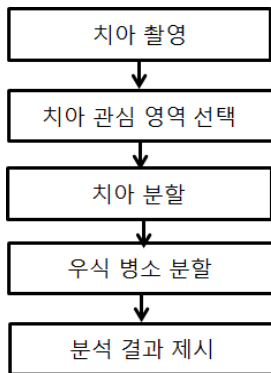 치아 촬영
치아 관심 영역 선택
치아 분할
우식 병소 분할
분석 결과 제시